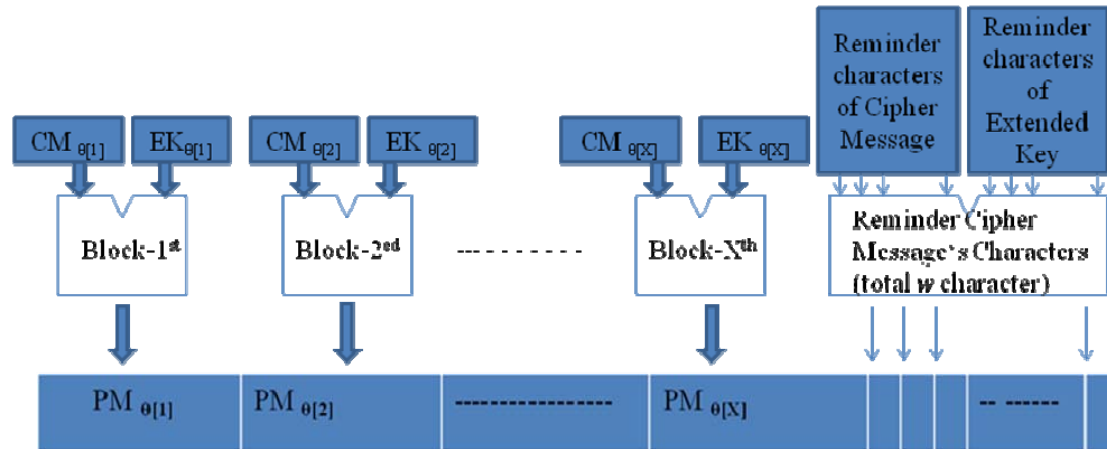 Reminder
characters
of Cipher
Message
Reminder
characters
of
Extended
Key
CM θ[1]
EKθ[1]
CM θ[2]
EK θ[2]
CM θ[X]
EK θ[X]
Block-1st
Block-2ed
----------
Block-Xth
Reminder Cipher
Message's Characters
(total w character)
PM θ[1]
PM θ[2]
-----------------
PM θ[X]
-- ------